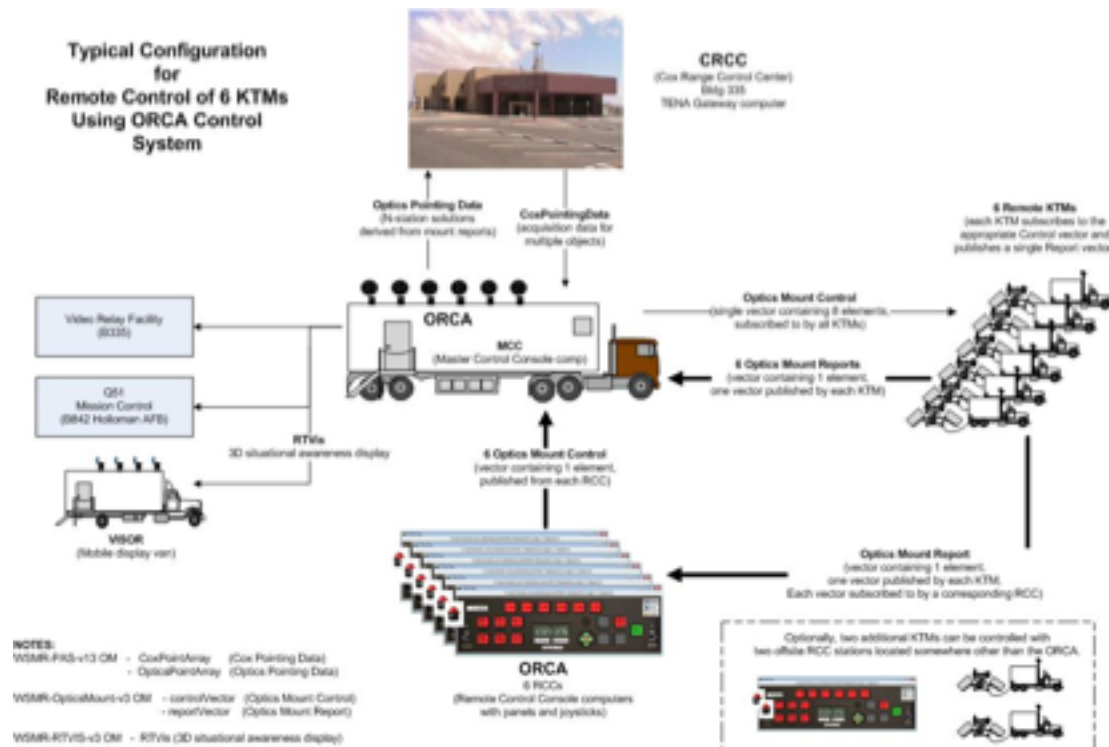 Typical Configuration
for
Remote Control of 6 KTMs
Using ORCA Control
System
CRCC
(Cox Range Control Center)
Bldg 335
TENA Gateway computer
Optics Pointing Data
(N-station solutions
derived from mount reports)
CoxPointingData
(acquisition data for
multiple objects)
6 Remote KTMs
(each KTM subscribes to the
appropriate Control vector and
publishes a single Report vector)
Video Relay Facility
(B335)
ORCA
MCC
(Master Control Console comp)
Optics Mount Control
(single vector containing 8 elements,
subscribed to by all KTMs)
6 Optics Mount Reports
(vector containing 1 element,
one vector published by each KTM)
Mission Control
(B842 Holloman AFB)
RTVis
3D situational awareness display
6 Optics Mount Control
(vector containing 1 element,
published from each RCC)
VISOR
(Mobile display van)
Optics Mount Report
(vector containing 1 element,
one vector published by each KTM.
Each vector subscribed to by a corresponding RCC)
ORCA
6 RCCs
(Remote Control Console computers
with panels and joysticks)
Optionally, two additional KTMs can be controlled with
two offsite RCC stations located somewhere other than the ORCA.
NOTES:
OM - CoxPointArray (Cox Pointing Data)
- OpticsPointArray (Optics Pointing Data)
WSMR-OpticsMount-v3 OM - controlVector (Optics Mount Control)
- reportVector (Optics Mount Report)
WSMR-RTVIS-v3 OM - RTVis (3D situational awareness display)